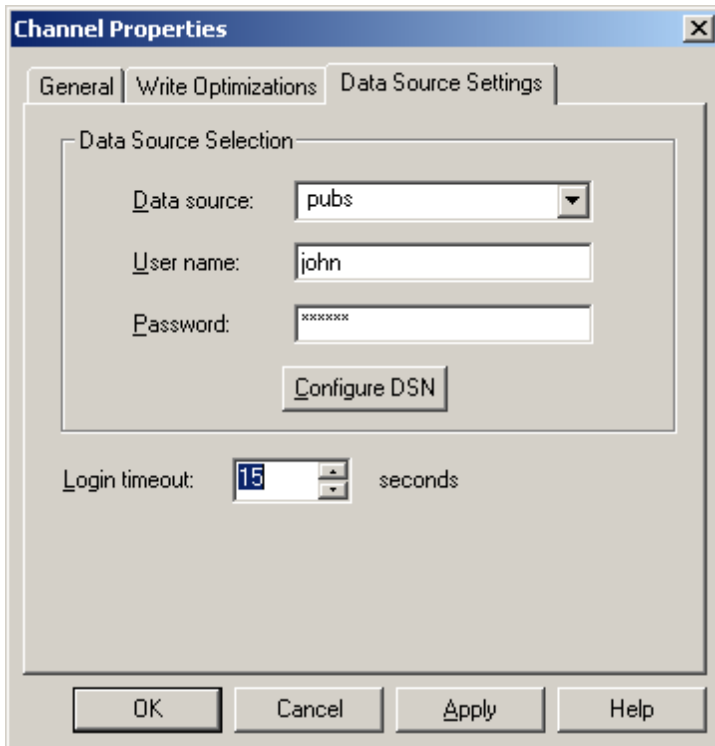 Channel Properties
General Write Optimizations Data Source Settings
Data Source Selection
Data source: pubs
User name: john
Password: ******
Configure DSN
Login timeout: 15 seconds
OK Cancel Apply Help